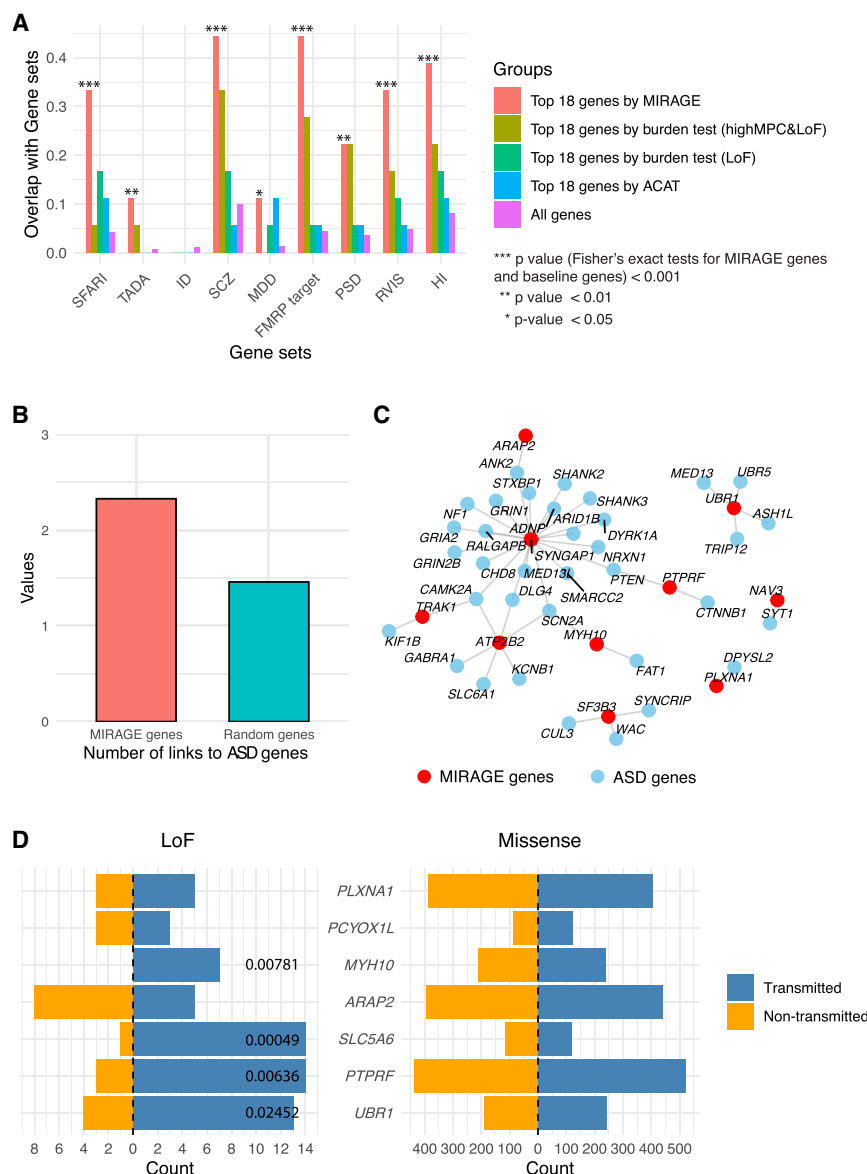 A
Overlap with Gene sets
0.4
0.3
0.2
0.1
0.0
***
**
***
*
***
**
***
***
SFARI
TADA
ID
SCZ
MDD
FMRP target
PSD
RVIS
HI
Gene sets
Groups
Top 18 genes by MIRAGE
Top 18 genes by burden test (highMPC&LoF)
Top 18 genes by burden test (LoF)
Top 18 genes by ACAT
All genes
*** p value (Fisher's exact tests for MIRAGE genes
and baseline genes) < 0.001
** p value < 0.01
* p-value < 0.05
B
Values
3
2
1
0
MIRAGE genes
Random genes
Number of links to ASD genes
C
ARAP2
ANK2
STXBP1
SHANK2
MED13
UBR5
NF1
GRIN1
SHANK3
UBR1
ASH1L
GRIA2
ADNP
ARID1B
DYRK1A
TRIP12
RALGAPB
SYNGAP1
NRXN1
GRIN2B
CHD8
MED13L
PTEN
PTPRF
NAV3
CAMK2A
DLG4
SMARCC2
TRAK1
SCN2A
CTNNB1
SYT1
KIF1B
ATP2B2
MYH10
GABRA1
KCNB1
FAT1
DPYSL2
PLXNA1
SLC6A1
SF3B3
SYNCRIP
CUL3
WAC
MIRAGE genes
ASD genes
D
LoF
Missense
PLXNA1
PCYOX1L
MYH10
0.00781
ARAP2
SLC5A6
0.00049
PTPRF
0.00636
UBR1
0.02452
8 6 4 2 0 2 4 6 8 10 12 14
Count
400 300 200 100 0 100 200 300 400 500
Count
Transmitted
Non-transmitted